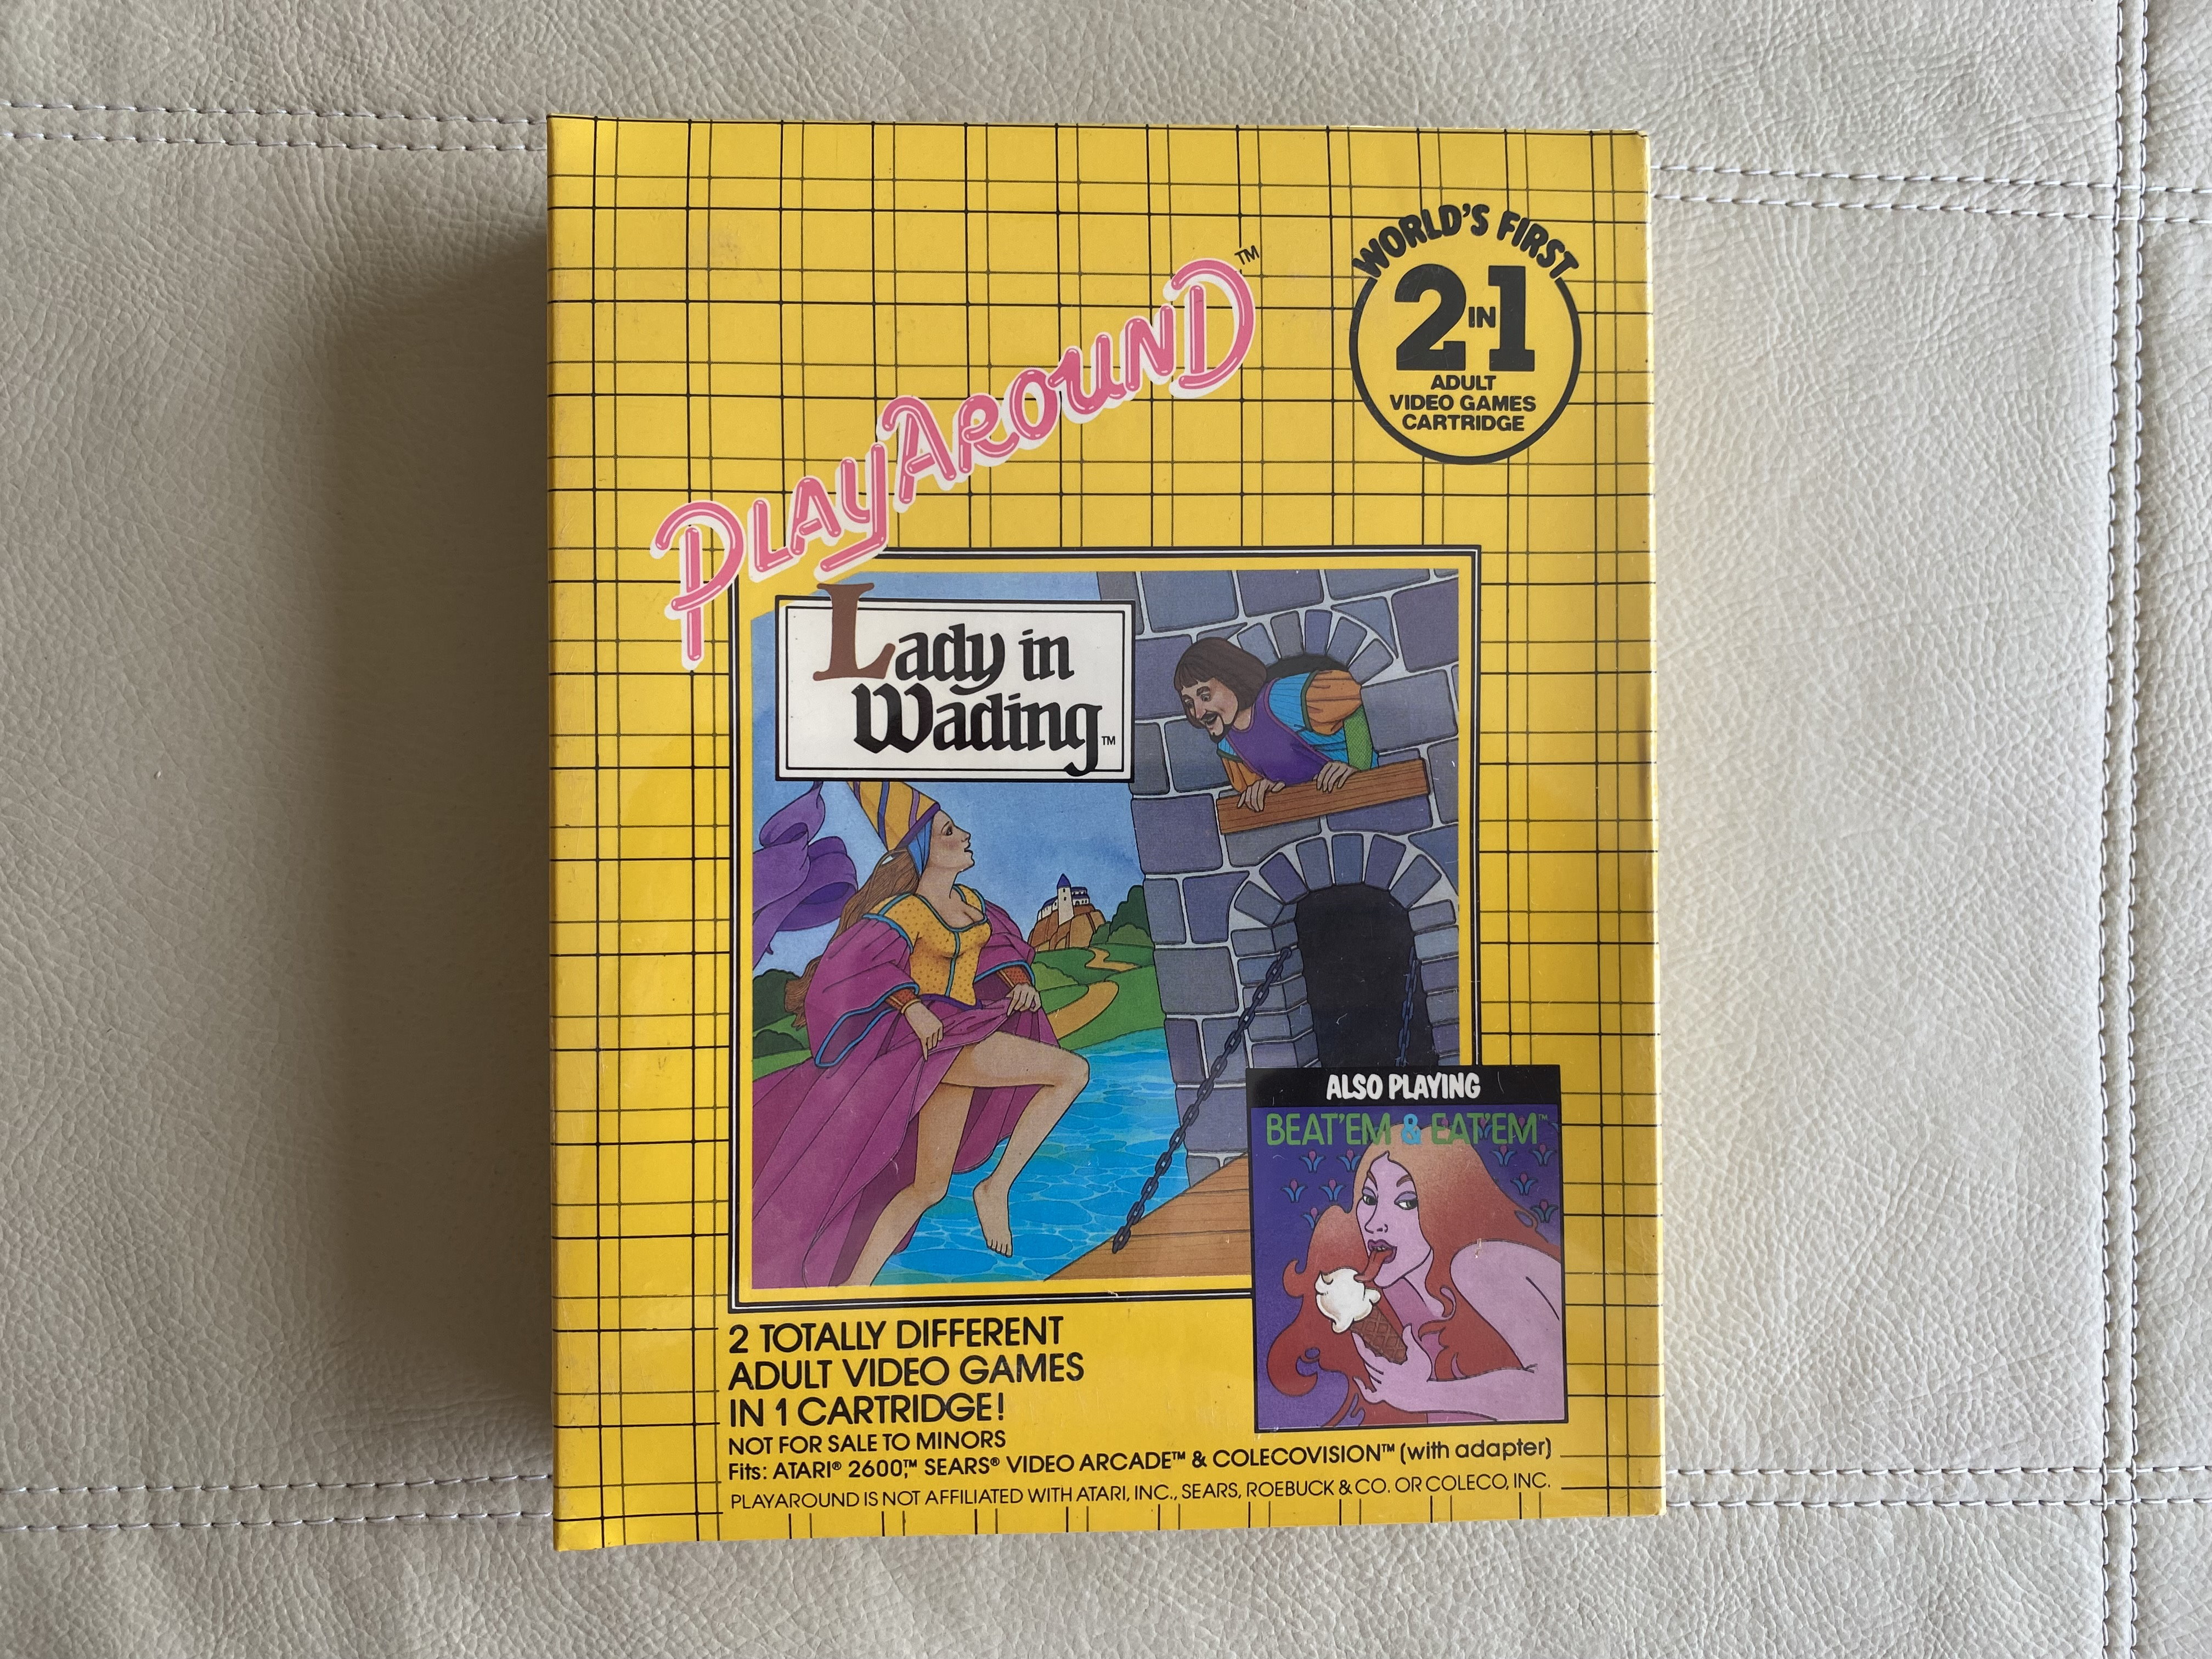 WORLD'S FIRST
2 IN 1
ADULT
VIDEO GAMES
CARTRIDGE
PLAYAROUND™
Lady in
Wading™
ALSO PLAYING
BEAT'EM & EAT'EM™
2 TOTALLY DIFFERENT
ADULT VIDEO GAMES
IN 1 CARTRIDGE!
NOT FOR SALE TO MINORS
Fits: ATARI® 2600,™ SEARS® VIDEO ARCADE™ & COLECOVISION™ (with adapter)
PLAYAROUND IS NOT AFFILIATED WITH ATARI, INC., SEARS, ROEBUCK & CO. OR COLECO, INC.